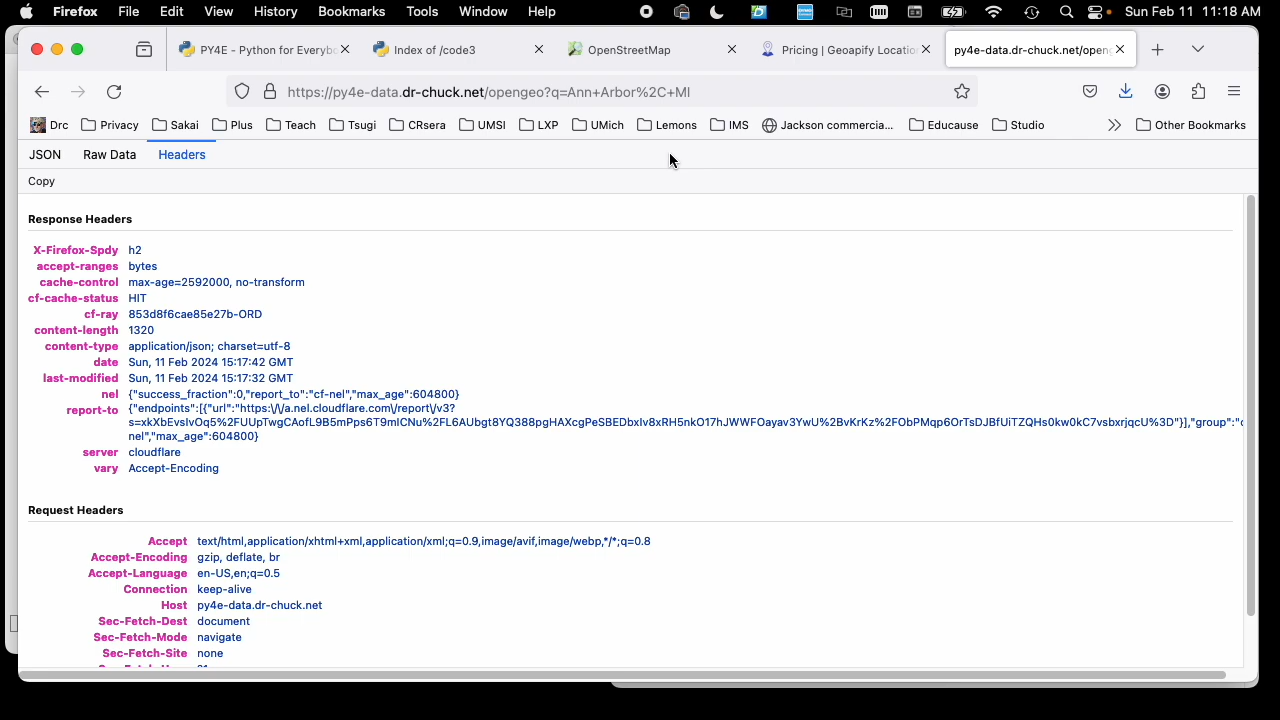 Firefox File Edit View History Bookmarks Tools Window Help Sun Feb 11 11:18 AM
PY4E - Python for Everybo Index of /code3 OpenStreetMap Pricing | Geoapify Locatio py4e-data.dr-chuck.net/openg
https://py4e-data.dr-chuck.net/opengeo?q=Ann+Arbor%2C+MI
Drc Privacy Sakai Plus Teach Tsugi CRsera UMSI LXP UMich Lemons IMS Jackson commercia... Educause Studio Other Bookmarks
JSON Raw Data Headers
Copy
Response Headers
X-Firefox-Spdy h2
accept-ranges bytes
cache-control max-age=2592000, no-transform
cf-cache-status HIT
cf-ray 853d8f6cae85e27b-ORD
content-length 1320
content-type application/json; charset=utf-8
date Sun, 11 Feb 2024 15:17:42 GMT
last-modified Sun, 11 Feb 2024 15:17:32 GMT
nel {"success_fraction":0,"report_to":"cf-nel","max_age":604800}
report-to {"endpoints":[{"url":"https:\/\/a.nel.cloudflare.com\/report\/v3?
nel","max_age":604800}
server cloudflare
vary Accept-Encoding
Request Headers
Accept text/html,application/xhtml+xml,application/xml;q=0.9,image/avif,image/webp,*/*;q=0.8
Accept-Encoding gzip, deflate, br
Accept-Language en-US,en;q=0.5
Connection keep-alive
Host py4e-data.dr-chuck.net
Sec-Fetch-Dest document
Sec-Fetch-Mode navigate
Sec-Fetch-Site none